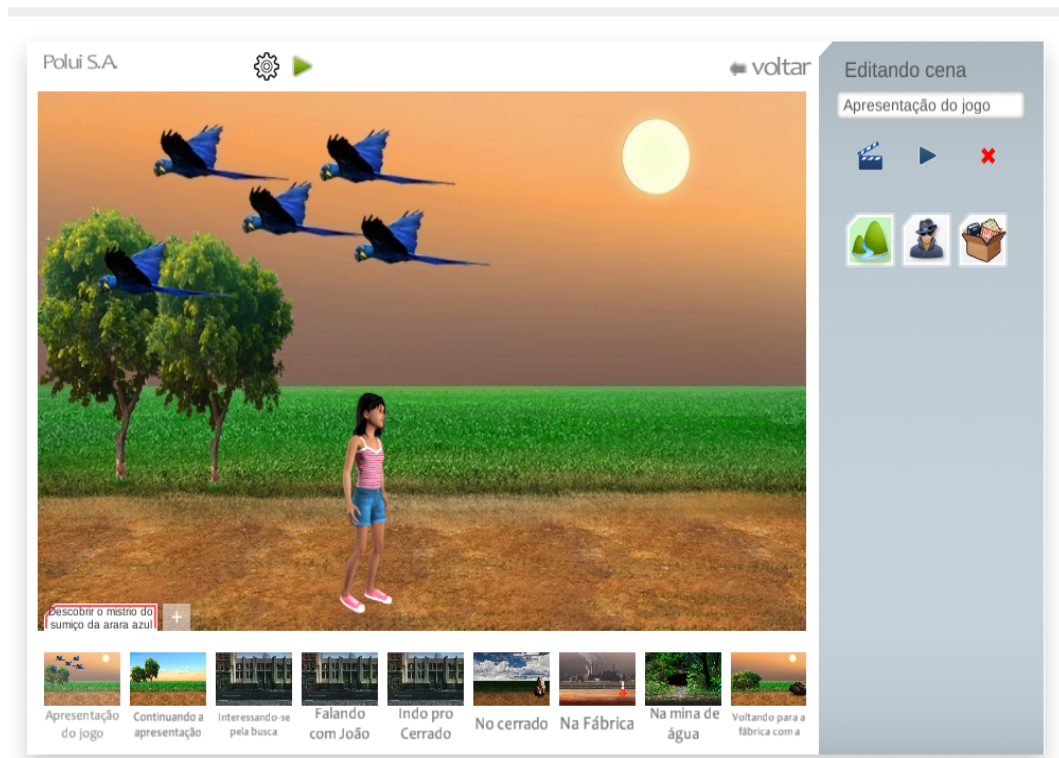 Polui S.A.
voltar
Editando cena
Apresentação do jogo
Descobrir o mistrio do
sumiço da arara azul
+
Apresentação
do jogo
Continuando a
apresentação
Interessando-se
pela busca
Falando
com João
Indo pro
Cerrado
No cerrado
Na Fábrica
Na mina de
água
Voltando para a
fábrica com a